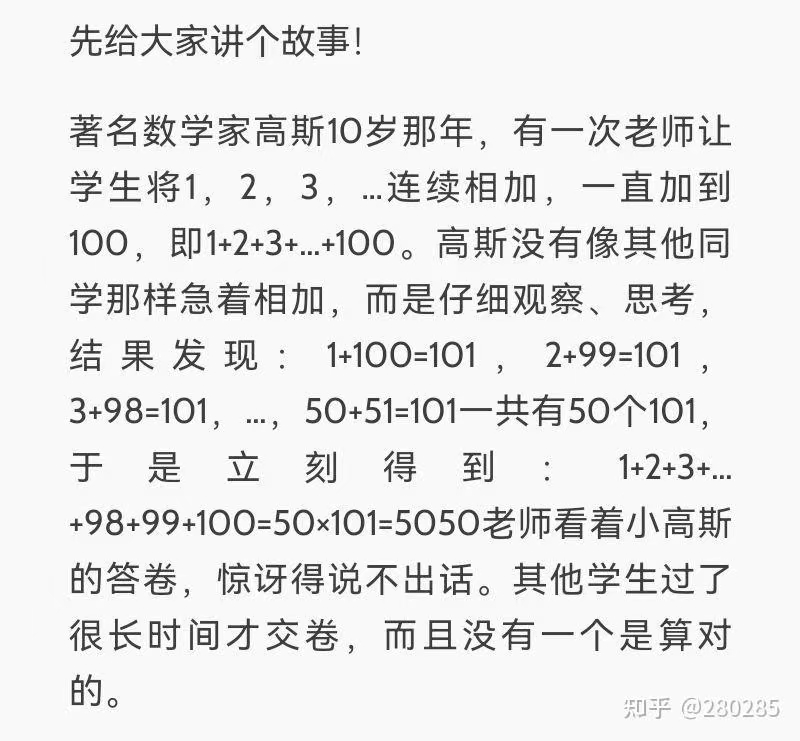 先给大家讲个故事！
著名数学家高斯10岁那年，有一次老师让
学生将1，2，3，…连续相加，一直加到
100，即1+2+3+…+100。高斯没有像其他同
学那样急着相加，而是仔细观察、思考，
结果发现：1+100=101，2+99=101，
3+98=101，…，50+51=101一共有50个101，
于是立刻得到：1+2+3+…
+98+99+100=50×101=5050老师看着小高斯
的答卷，惊讶得说不出话。其他学生过了
很长时间才交卷，而且没有一个是算对
的。
知乎 @280285